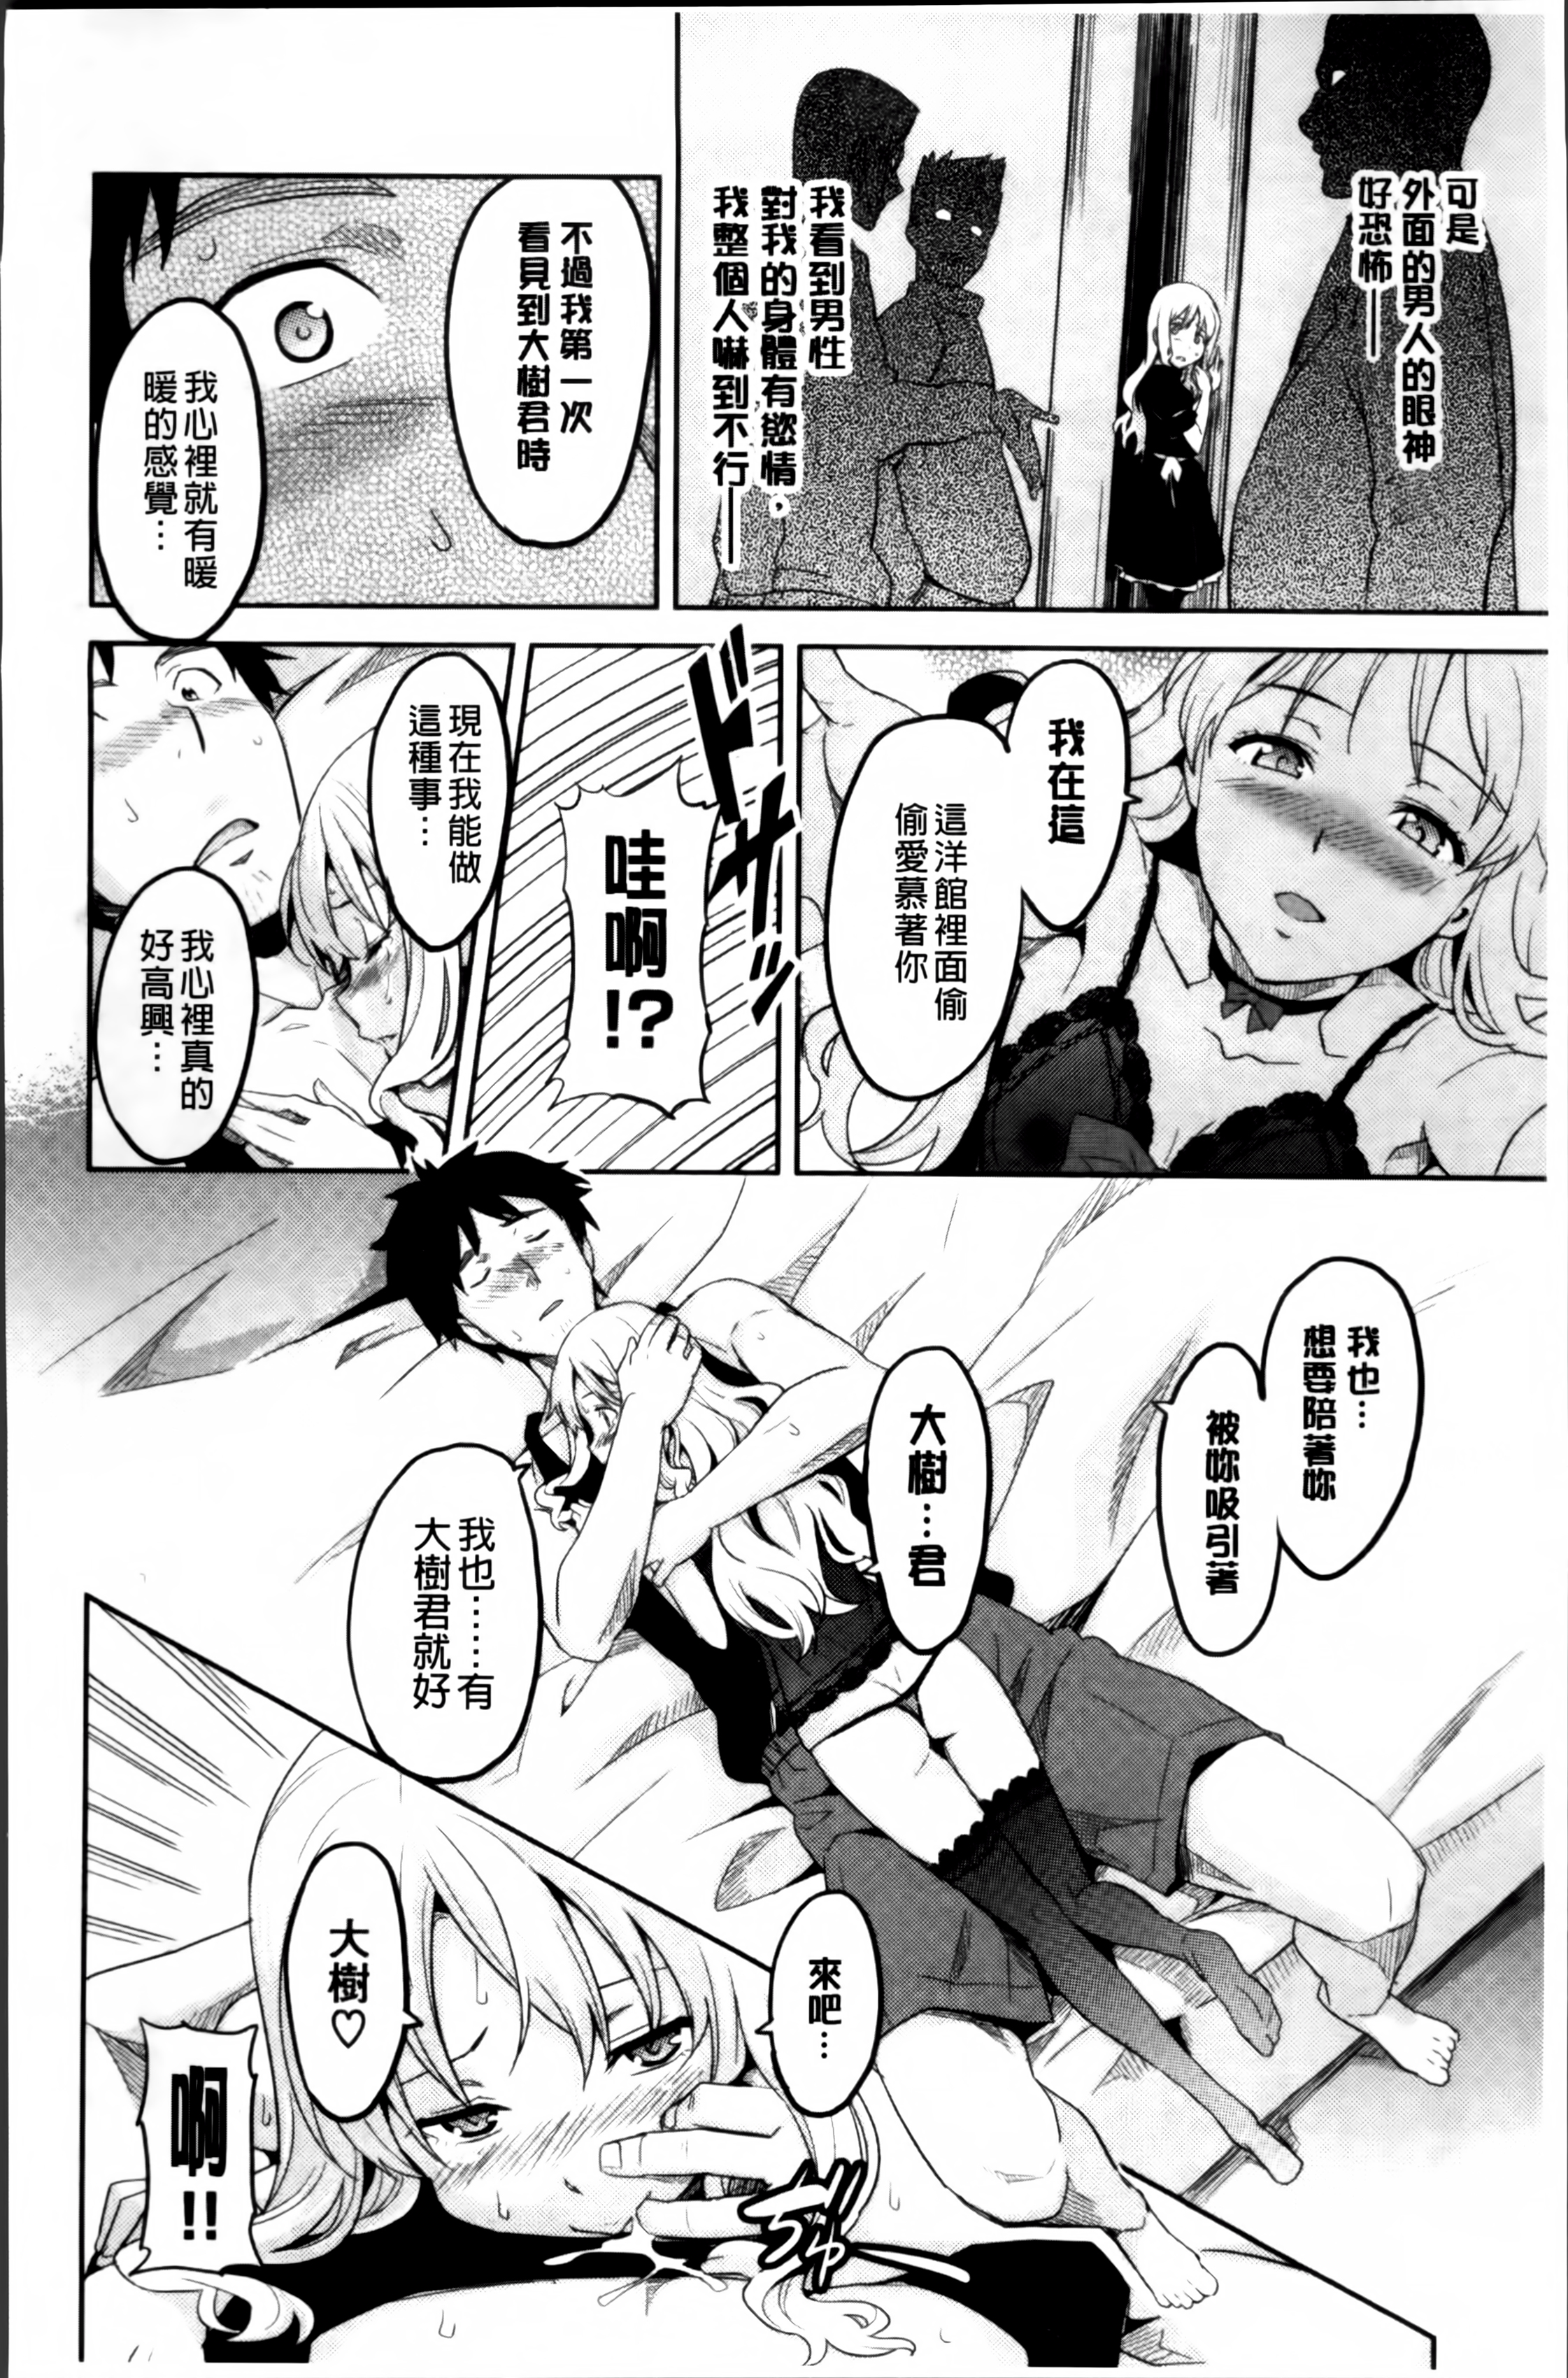 可是
外面的男人的眼神
好恐怖——
我看到男性
對我的身體有慾情。
我整個人嚇到不行——
不過我第一次
看見到大樹君時
我心裡就有暖
暖的感覺…
我在這
這洋館裡面偷
偷愛慕著你
ドサッ
哇啊!?
現在我能做
這種事…
我心裡真的
好高興…
我也…
想要陪著妳
被妳吸引著
大樹…君
我也……有
大樹君就好
來吧…
大樹♡
ぢゅ
啊!!